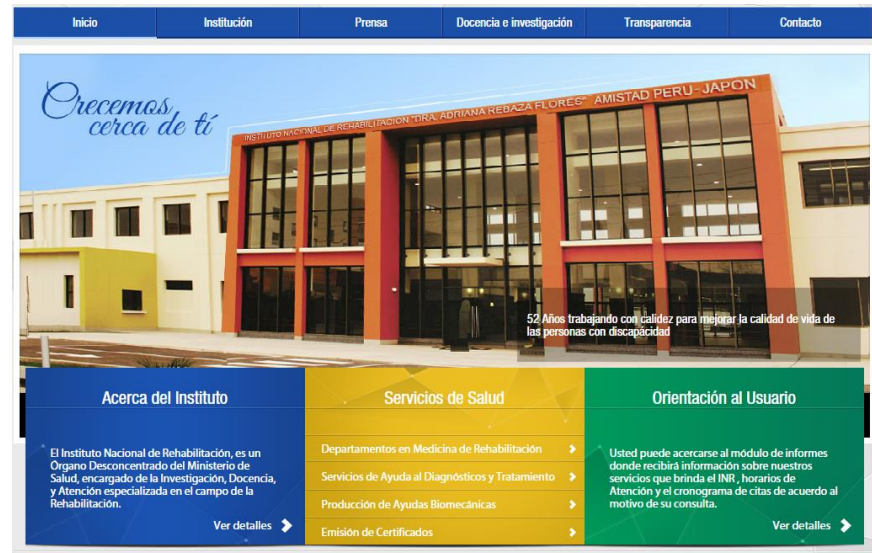 Inicio
Institución
Prensa
Docencia e investigación
Transparencia
Contacto
Crecemos
cerca de tí
INSTITUTO NACIONAL DE REHABILITACION "DRA. ADRIANA REBAZA FLORES" AMISTAD PERU-JAPON
52 Años trabajando con calidez para mejorar la calidad de vida de
las personas con discapácidad
Acerca del Instituto
El Instituto Nacional de Rehabilitación, es un
Órgano Desconcentrado del Ministerio de
Salud, encargado de la Investigación, Docencia,
y Atención especializada en el campo de la
Rehabilitación.
Ver detalles
Servicios de Salud
Departamentos en Medicina de Rehabilitación
Servicios de Ayuda al Diagnósticos y Tratamiento
Producción de Ayudas Biomecánicas
Emisión de Certificados
Orientación al Usuario
Usted puede acercarse al módulo de informes
donde recibirá información sobre nuestros
servicios que brinda el INR , horarios de
Atención y el cronograma de citas de acuerdo al
motivo de su consulta.
Ver detalles